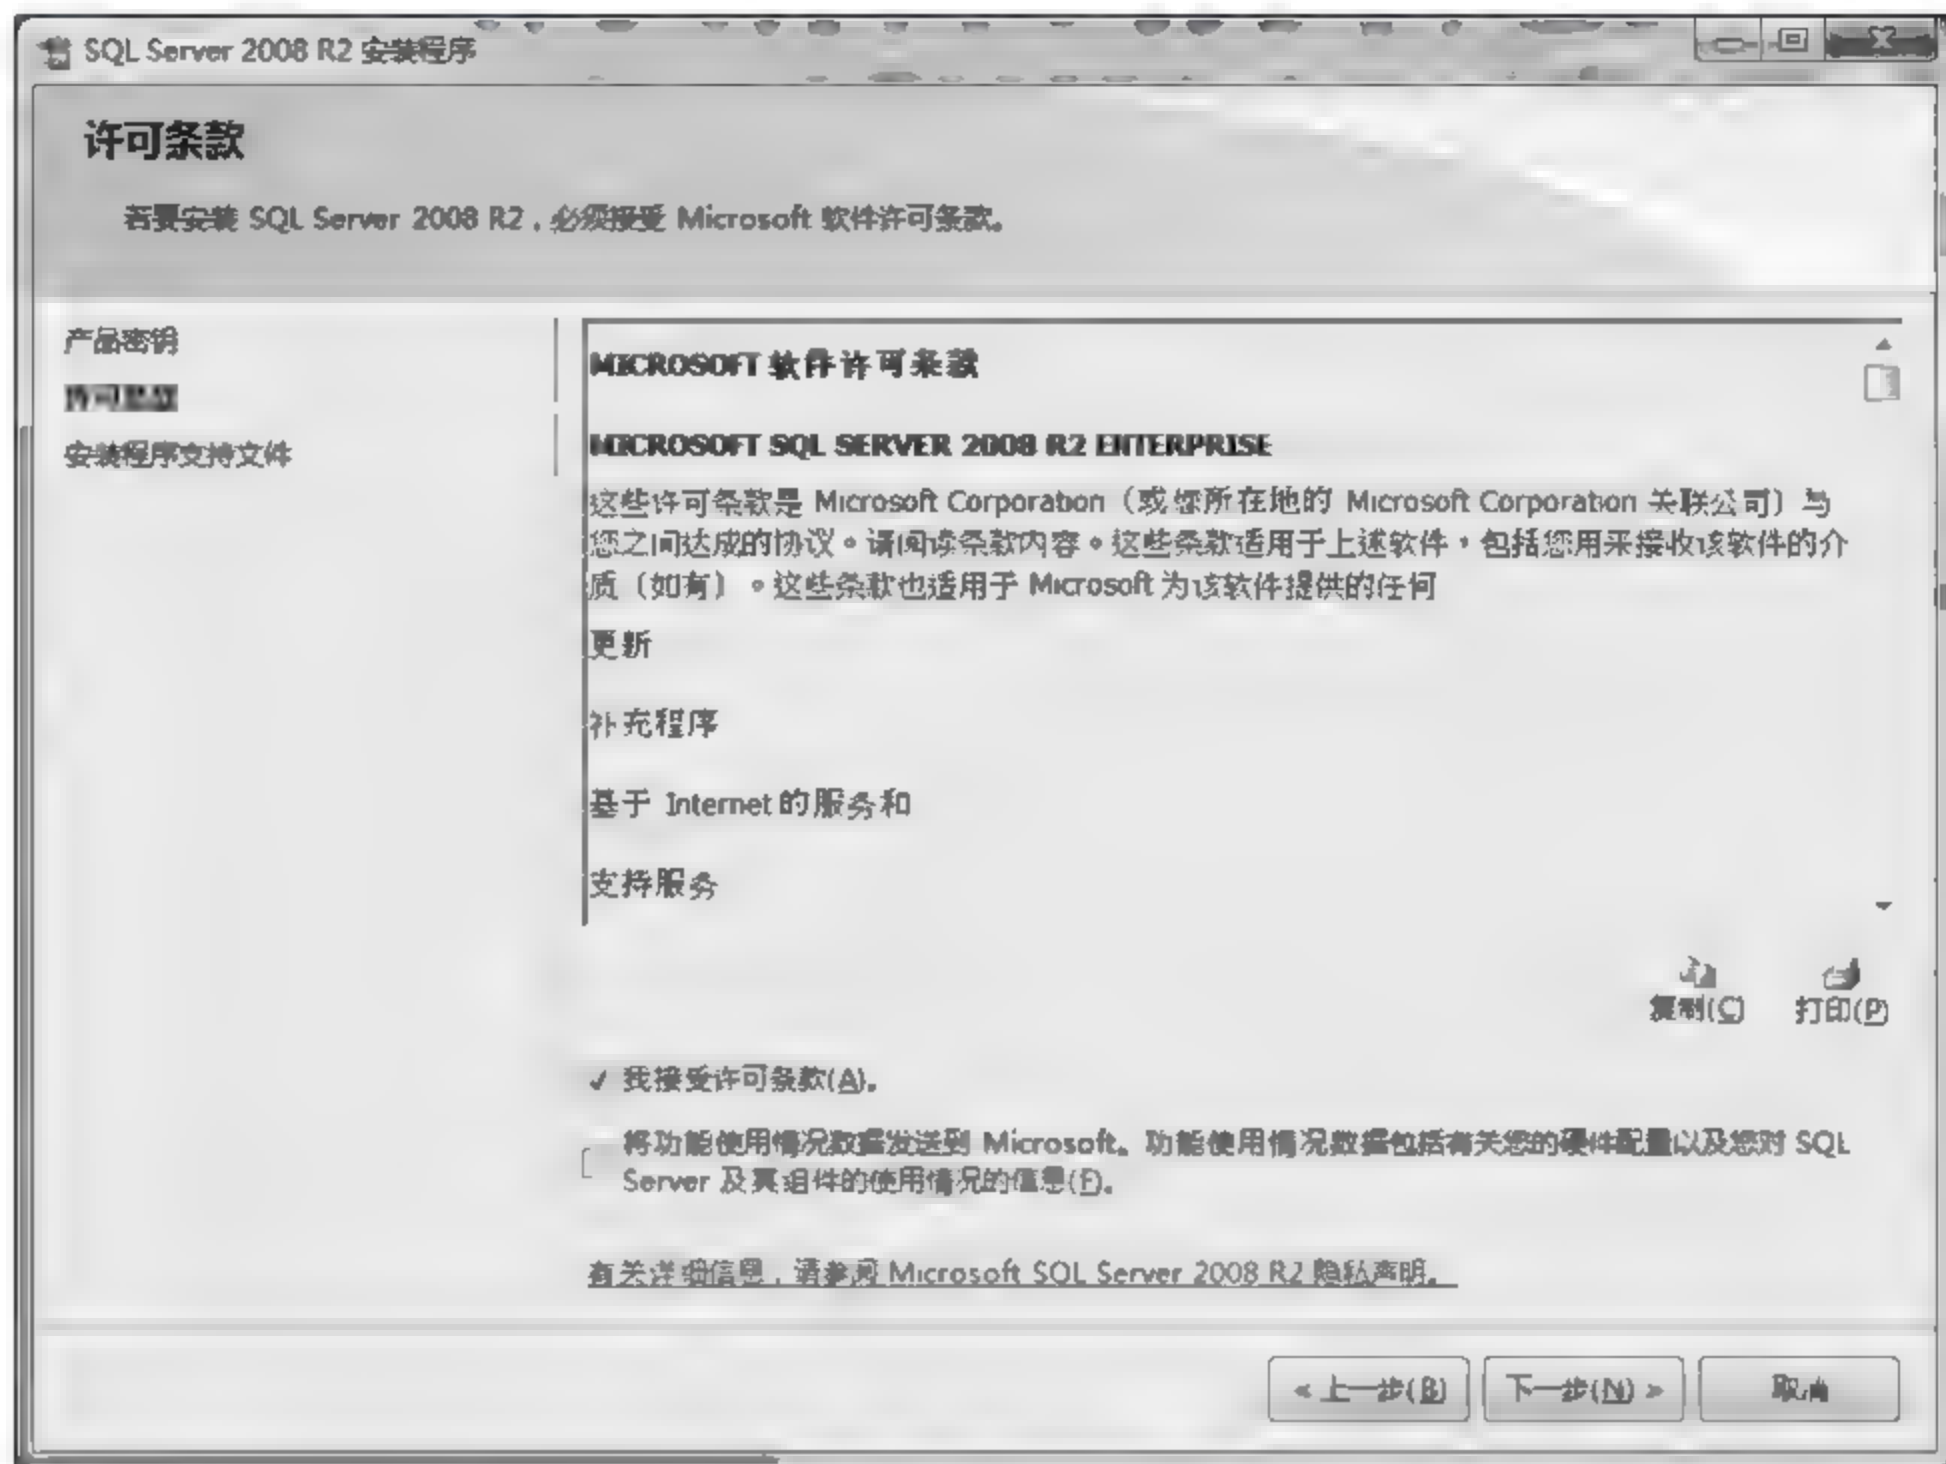 SQL Server 2008 R2 安装程序
许可条款
若要安装 SQL Server 2008 R2，必须接受 Microsoft 软件许可条款。
产品密钥
许可条款
安装程序支持文件
MICROSOFT 软件许可条款
MICROSOFT SQL SERVER 2008 R2 ENTERPRISE
这些许可条款是 Microsoft Corporation（或您所在地的 Microsoft Corporation 关联公司）与
您之间达成的协议。请阅读条款内容。这些条款适用于上述软件，包括您用来接收该软件的介
质（如有）。这些条款也适用于 Microsoft 为该软件提供的任何
更新
补充程序
基于 Internet 的服务和
支持服务
复制(C)
打印(P)
我接受许可条款(A)。
将功能使用情况数据发送到 Microsoft。功能使用情况数据包括有关您的硬件配置以及您对 SQL
Server 及其组件的使用情况的信息(F)。
有关详细信息，请参阅 Microsoft SQL Server 2008 R2 隐私声明。
< 上一步(B)
下一步(N) >
取消